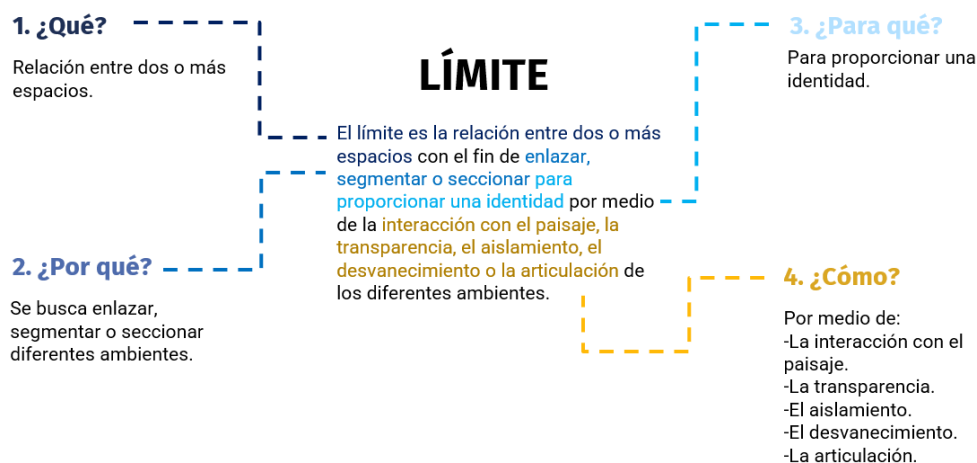 1. ¿Qué?
Relación entre dos o más
espacios.
2. ¿Por qué?
Se busca enlazar,
segmentar o seccionar
diferentes ambientes.
LÍMITE
El límite es la relación entre dos o más
espacios con el fin de enlazar,
segmentar o seccionar para
proporcionar una identidad por medio
de la interacción con el paisaje, la
transparencia, el aislamiento, el
desvanecimiento o la articulación de
los diferentes ambientes.
3. ¿Para qué?
Para proporcionar una
identidad.
4. ¿Cómo?
Por medio de:
-La interacción con el
paisaje.
-La transparencia.
-El aislamiento.
-El desvanecimiento.
-La articulación.